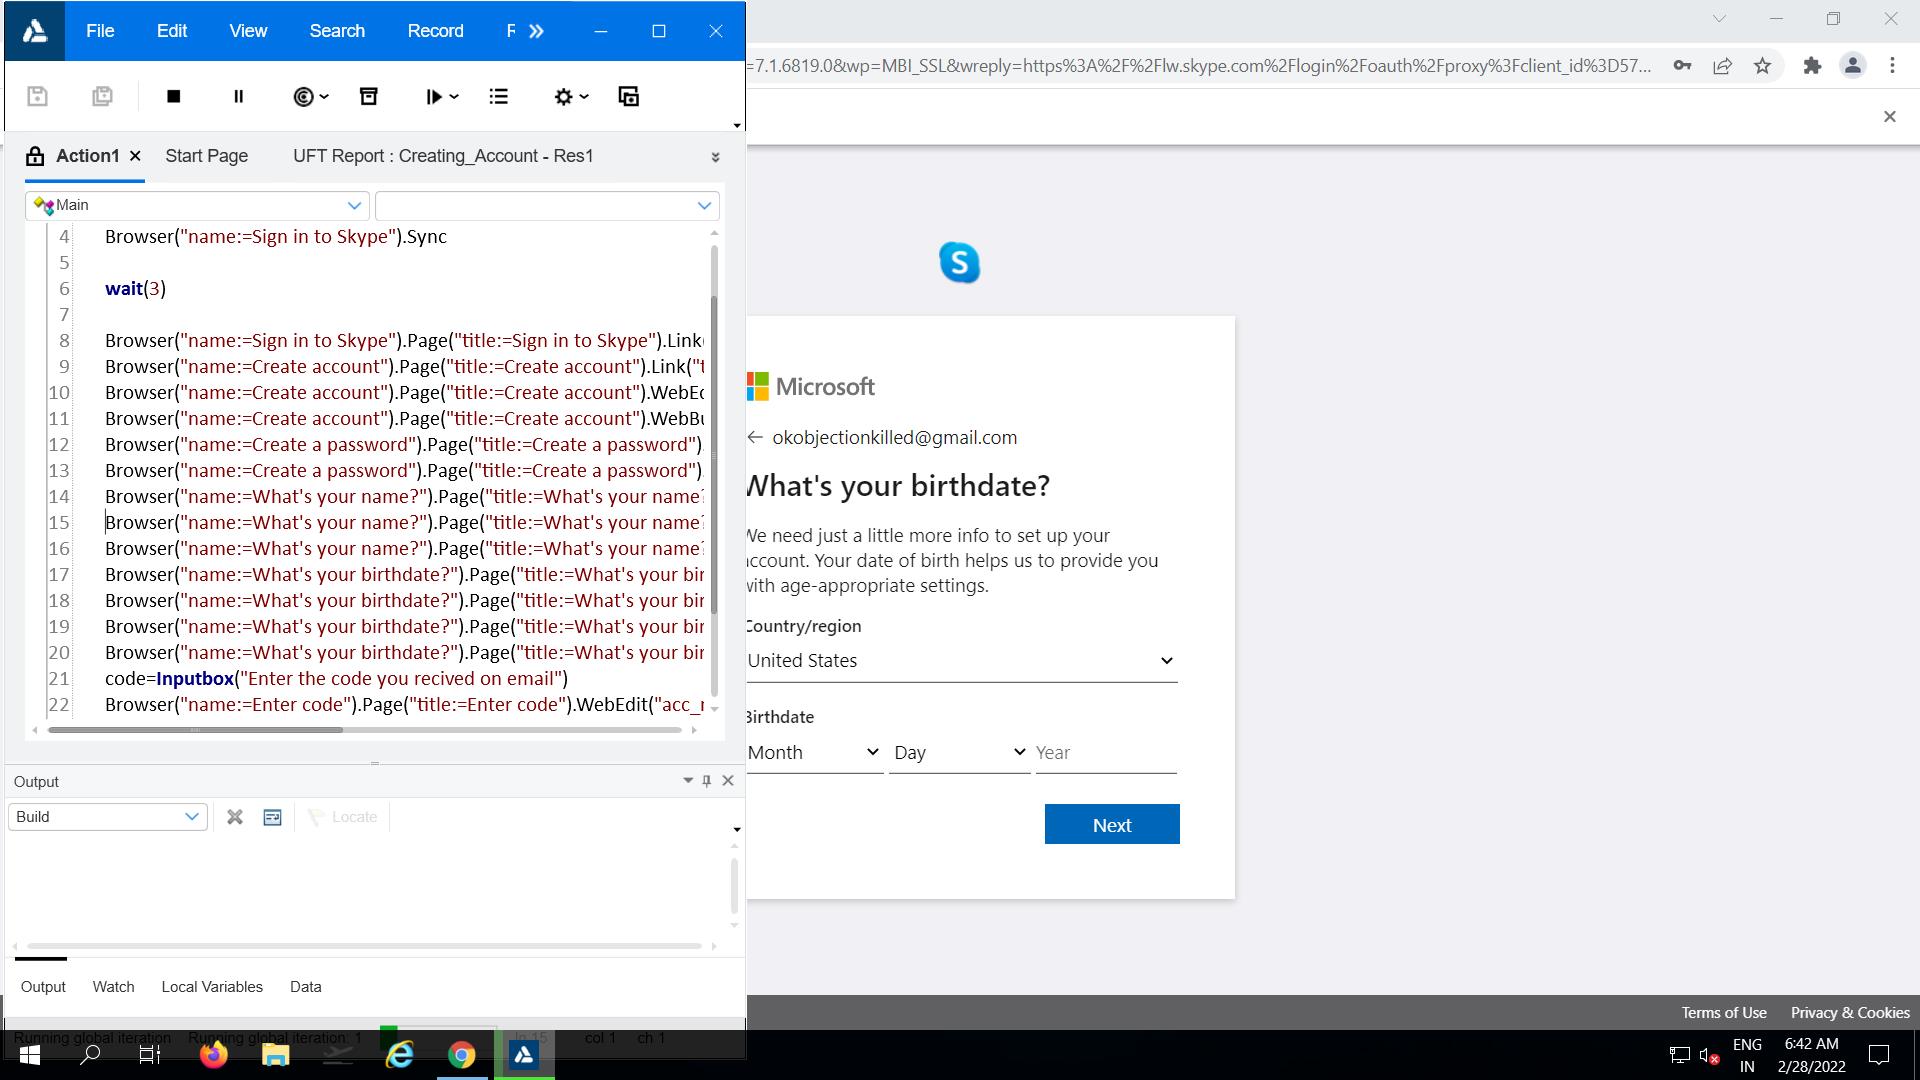 File Edit View Search Record
Action1 Start Page UFT Report : Creating_Account - Res1
Main
4 Browser("name:=Sign in to Skype").Sync
5
6 wait(3)
7
8 Browser("name:=Sign in to Skype").Page("title:=Sign in to Skype").Link
9 Browser("name:=Create account").Page("title:=Create account").Link("t
10 Browser("name:=Create account").Page("title:=Create account").WebEd
11 Browser("name:=Create account").Page("title:=Create account").WebBu
12 Browser("name:=Create a password").Page("title:=Create a password").
13 Browser("name:=Create a password").Page("title:=Create a password").
14 Browser("name:=What's your name?").Page("title:=What's your name?
15 Browser("name:=What's your name?").Page("title:=What's your name?
16 Browser("name:=What's your name?").Page("title:=What's your name?
17 Browser("name:=What's your birthdate?").Page("title:=What's your bir
18 Browser("name:=What's your birthdate?").Page("title:=What's your bir
19 Browser("name:=What's your birthdate?").Page("title:=What's your bir
20 Browser("name:=What's your birthdate?").Page("title:=What's your bir
21 code=Inputbox("Enter the code you recived on email")
22 Browser("name:=Enter code").Page("title:=Enter code").WebEdit("acc_
Output
Build Locate
Output Watch Local Variables Data
Running global iteration Running global iteration: 1 ln 15 col 1 ch 1
=7.1.6819.0&wp=MBI_SSL&wreply=https%3A%2F%2Flw.skype.com%2Flogin%2Foauth%2Fproxy%3Fclient_id%3D57...
S
Microsoft
okobjectionkilled@gmail.com
What's your birthdate?
We need just a little more info to set up your
account. Your date of birth helps us to provide you
with age-appropriate settings.
Country/region
United States
Birthdate
Month Day Year
Next
Terms of Use Privacy & Cookies
ENG 6:42 AM
IN 2/28/2022